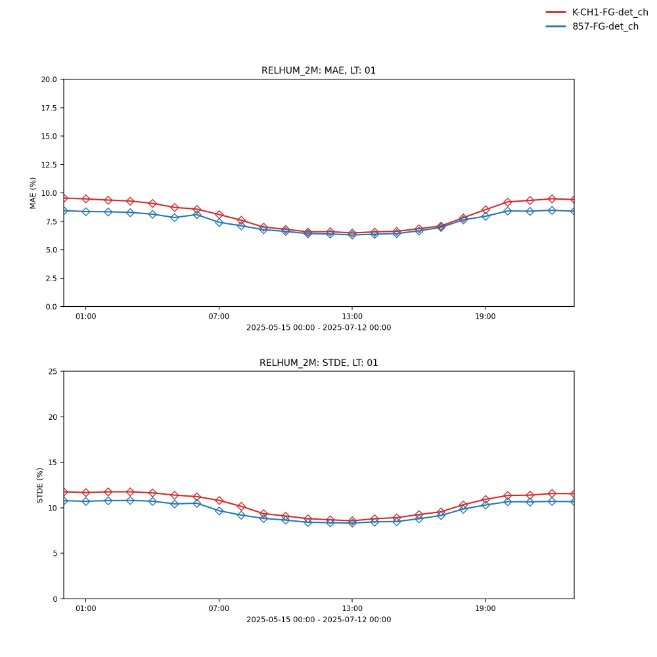 K-CH1-FG-det_ch
857-FG-det_ch
RELHUM_2M: MAE, LT: 01
20.0
17.5
15.0
12.5
10.0
7.5
5.0
2.5
0.0
MAE (%)
01:00 07:00 13:00 19:00
2025-05-15 00:00 - 2025-07-12 00:00
RELHUM_2M: STDE, LT: 01
25
20
15
10
5
0
STDE (%)
01:00 07:00 13:00 19:00
2025-05-15 00:00 - 2025-07-12 00:00